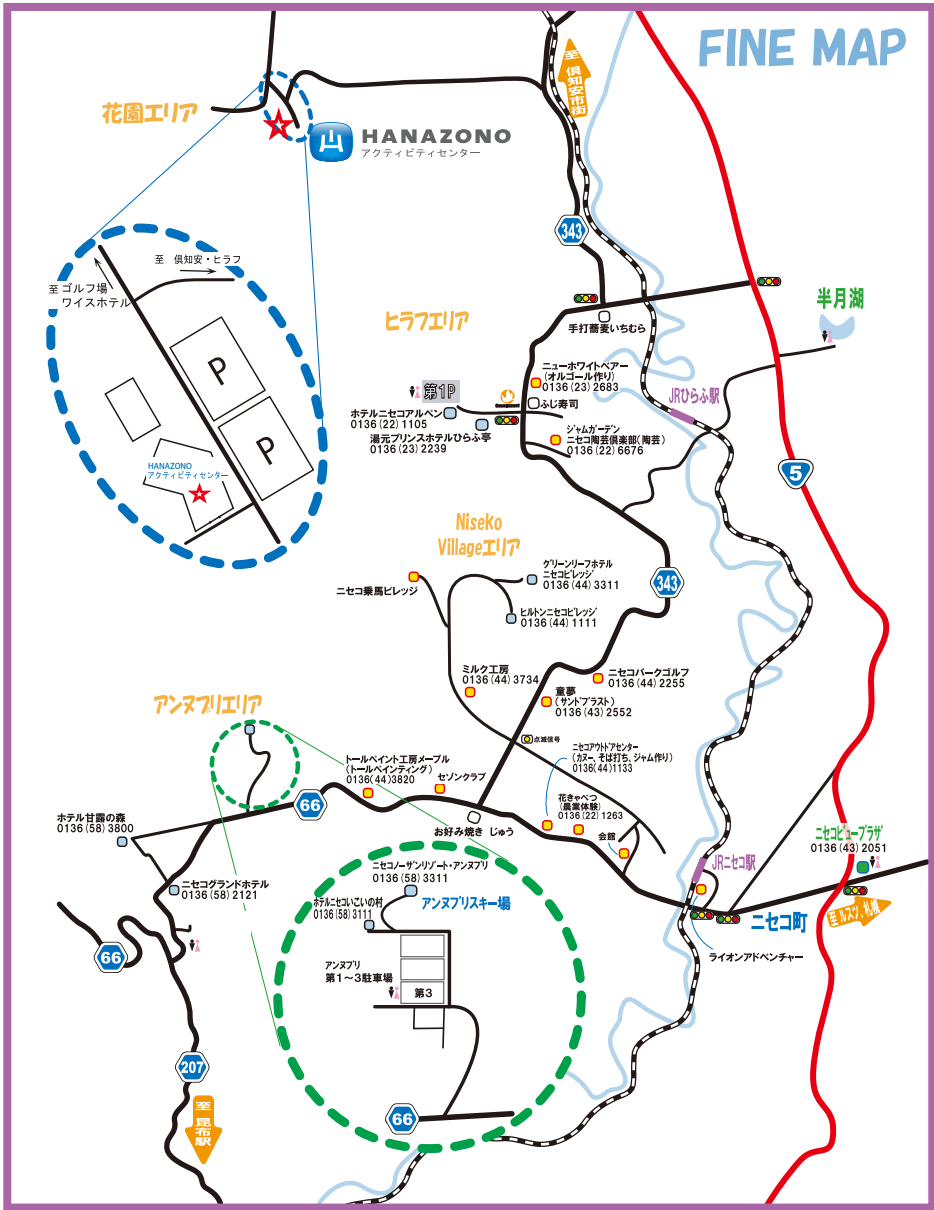 FINE MAP
至 倶知安市街
花園エリア
HANAZONO
アクティビティセンター
343
至 倶知安・ヒラフ
至 ゴルフ場
ワイスホテル
P
P
HANAZONO
アクティビティセンター
半月湖
ヒラフエリア
手打蕎麦いちむら
ニューホワイトベアー
(オルゴール作り)
0136(23)2683
第1P
JRひらふ駅
ふじ寿司
ホテルニセコアルペン
0136(22)1105
湯元プリンスホテルひらふ亭
0136(23)2239
ジャムガーデン
ニセコ陶芸倶楽部(陶芸)
0136(22)6676
5
Niseko
Villageエリア
グリーンリーフホテル
ニセコビレッジ
0136(44)3311
343
ニセコ乗馬ビレッジ
ヒルトンニセコビレッジ
0136(44)1111
ミルク工房
0136(44)3734
ニセコパークゴルフ
0136(44)2255
童夢
(サンドブラスト)
0136(43)2552
アンヌプリエリア
点滅信号
ニセコアウトドアセンター
(カヌー、そば打ち、ジャム作り)
0136(44)1133
トールペイント工房メープル
(トールペインティング)
0136(44)3820
セゾンクラブ
66
花きゃべつ
(農業体験)
0136(22)1263
ホテル甘露の森
0136(58)3800
お好み焼き じゅう
会館
ニセコビュープラザ
0136(43)2051
JRニセコ駅
ニセコノーザンリゾート・アンヌプリ
0136(58)3311
ニセコグランドホテル
0136(58)2121
ホテルニセコいこいの村
0136(58)3111
アンヌプリスキー場
ニセコ町
至 ルスツ、札幌
66
アンヌプリ
第1～3駐車場
第3
ライオンアドベンチャー
207
至 昆布駅
66